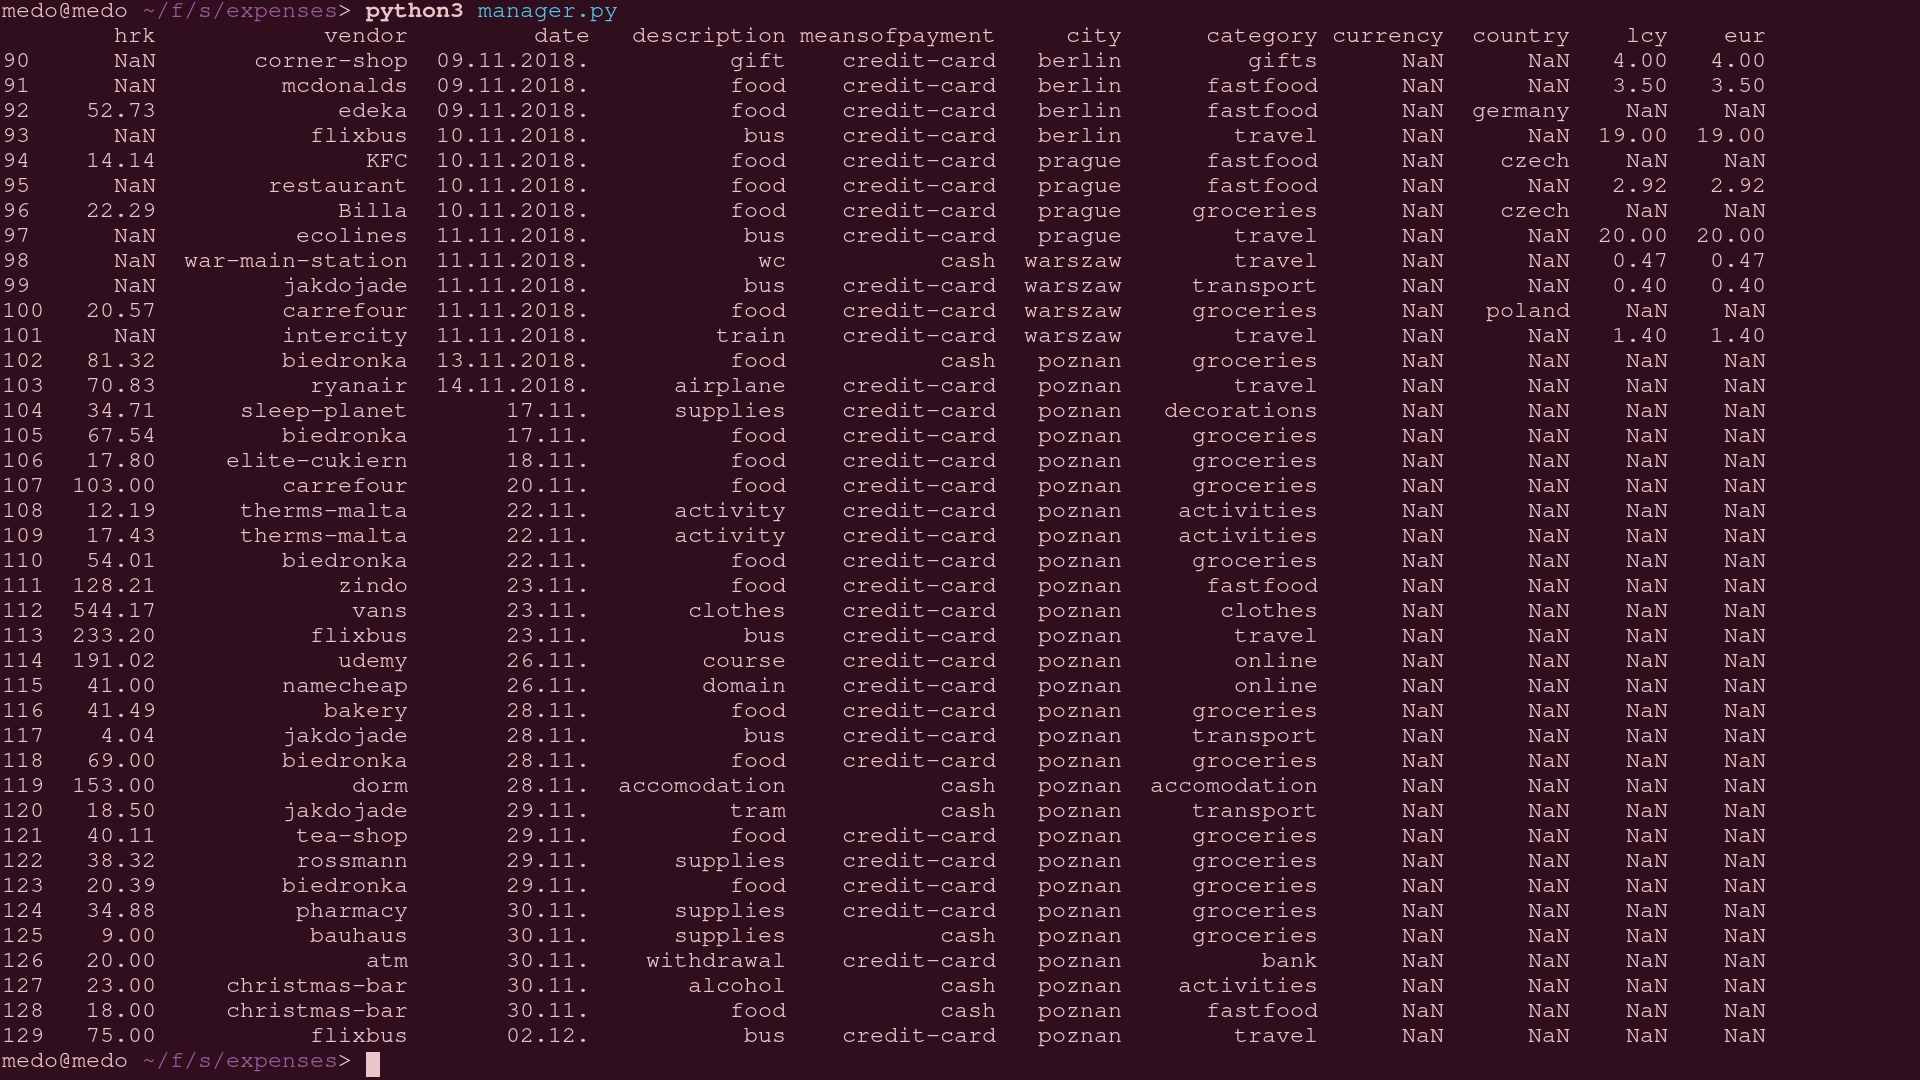 medo@medo ~/f/s/expenses> python3 manager.py
hrk vendor date description meansofpayment city category currency country lcy eur
90 NaN corner-shop 09.11.2018. gift credit-card berlin gifts NaN NaN 4.00 4.00
91 NaN mcdonalds 09.11.2018. food credit-card berlin fastfood NaN NaN 3.50 3.50
92 52.73 edeka 09.11.2018. food credit-card berlin fastfood NaN germany NaN NaN
93 NaN flixbus 10.11.2018. bus credit-card berlin travel NaN NaN 19.00 19.00
94 14.14 KFC 10.11.2018. food credit-card prague fastfood NaN czech NaN NaN
95 NaN restaurant 10.11.2018. food credit-card prague fastfood NaN NaN 2.92 2.92
96 22.29 Billa 10.11.2018. food credit-card prague groceries NaN czech NaN NaN
97 NaN ecolines 11.11.2018. bus credit-card prague travel NaN NaN 20.00 20.00
98 NaN war-main-station 11.11.2018. wc cash warszaw travel NaN NaN 0.47 0.47
99 NaN jakdojade 11.11.2018. bus credit-card warszaw transport NaN NaN 0.40 0.40
100 20.57 carrefour 11.11.2018. food credit-card warszaw groceries NaN poland NaN NaN
101 NaN intercity 11.11.2018. train credit-card warszaw travel NaN NaN 1.40 1.40
102 81.32 biedronka 13.11.2018. food cash poznan groceries NaN NaN NaN NaN
103 70.83 ryanair 14.11.2018. airplane credit-card poznan travel NaN NaN NaN NaN
104 34.71 sleep-planet 17.11. supplies credit-card poznan decorations NaN NaN NaN NaN
105 67.54 biedronka 17.11. food credit-card poznan groceries NaN NaN NaN NaN
106 17.80 elite-cukiern 18.11. food credit-card poznan groceries NaN NaN NaN NaN
107 103.00 carrefour 20.11. food credit-card poznan groceries NaN NaN NaN NaN
108 12.19 therms-malta 22.11. activity credit-card poznan activities NaN NaN NaN NaN
109 17.43 therms-malta 22.11. activity credit-card poznan activities NaN NaN NaN NaN
110 54.01 biedronka 22.11. food credit-card poznan groceries NaN NaN NaN NaN
111 128.21 zindo 23.11. food credit-card poznan fastfood NaN NaN NaN NaN
112 544.17 vans 23.11. clothes credit-card poznan clothes NaN NaN NaN NaN
113 233.20 flixbus 23.11. bus credit-card poznan travel NaN NaN NaN NaN
114 191.02 udemy 26.11. course credit-card poznan online NaN NaN NaN NaN
115 41.00 namecheap 26.11. domain credit-card poznan online NaN NaN NaN NaN
116 41.49 bakery 28.11. food credit-card poznan groceries NaN NaN NaN NaN
117 4.04 jakdojade 28.11. bus credit-card poznan transport NaN NaN NaN NaN
118 69.00 biedronka 28.11. food credit-card poznan groceries NaN NaN NaN NaN
119 153.00 dorm 28.11. accomodation cash poznan accomodation NaN NaN NaN NaN
120 18.50 jakdojade 29.11. tram cash poznan transport NaN NaN NaN NaN
121 40.11 tea-shop 29.11. food credit-card poznan groceries NaN NaN NaN NaN
122 38.32 rossmann 29.11. supplies credit-card poznan groceries NaN NaN NaN NaN
123 20.39 biedronka 29.11. food credit-card poznan groceries NaN NaN NaN NaN
124 34.88 pharmacy 30.11. supplies credit-card poznan groceries NaN NaN NaN NaN
125 9.00 bauhaus 30.11. supplies cash poznan groceries NaN NaN NaN NaN
126 20.00 atm 30.11. withdrawal credit-card poznan bank NaN NaN NaN NaN
127 23.00 christmas-bar 30.11. alcohol cash poznan activities NaN NaN NaN NaN
128 18.00 christmas-bar 30.11. food cash poznan fastfood NaN NaN NaN NaN
129 75.00 flixbus 02.12. bus credit-card poznan travel NaN NaN NaN NaN
medo@medo ~/f/s/expenses>